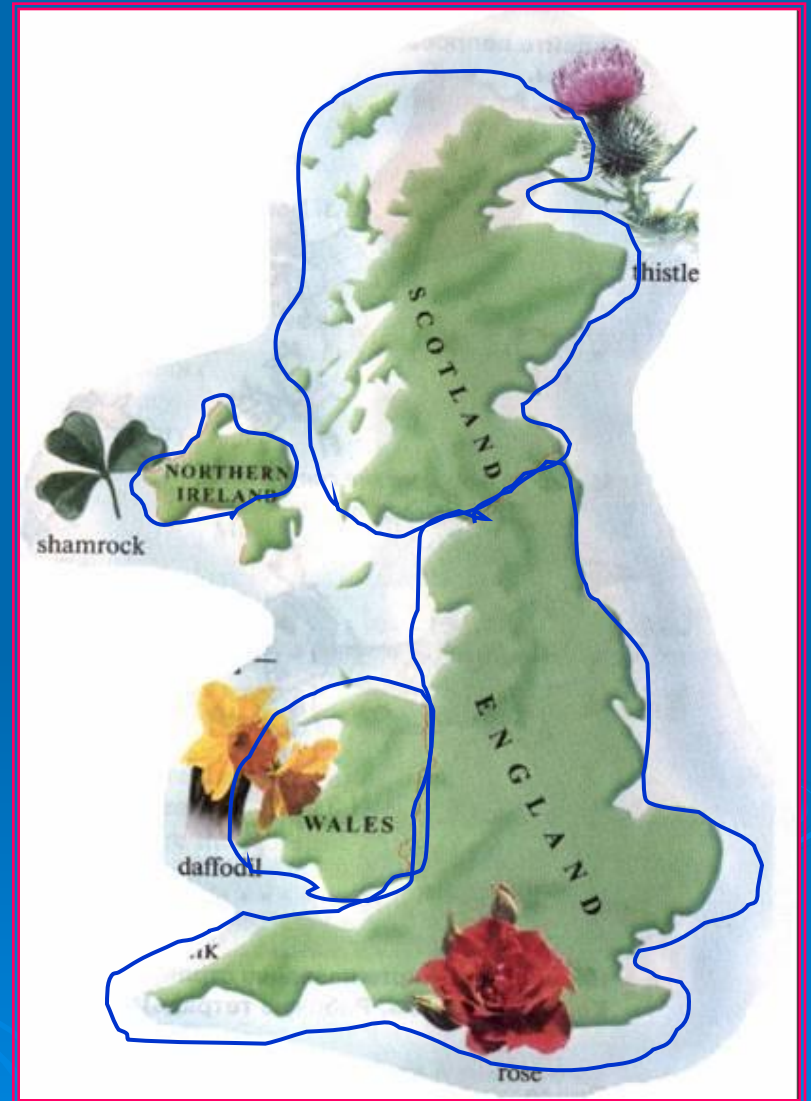 thistle
SCOTLAND
NORTHERN
IRELAND
shamrock
ENGLAND
WALES
daffodil
rose